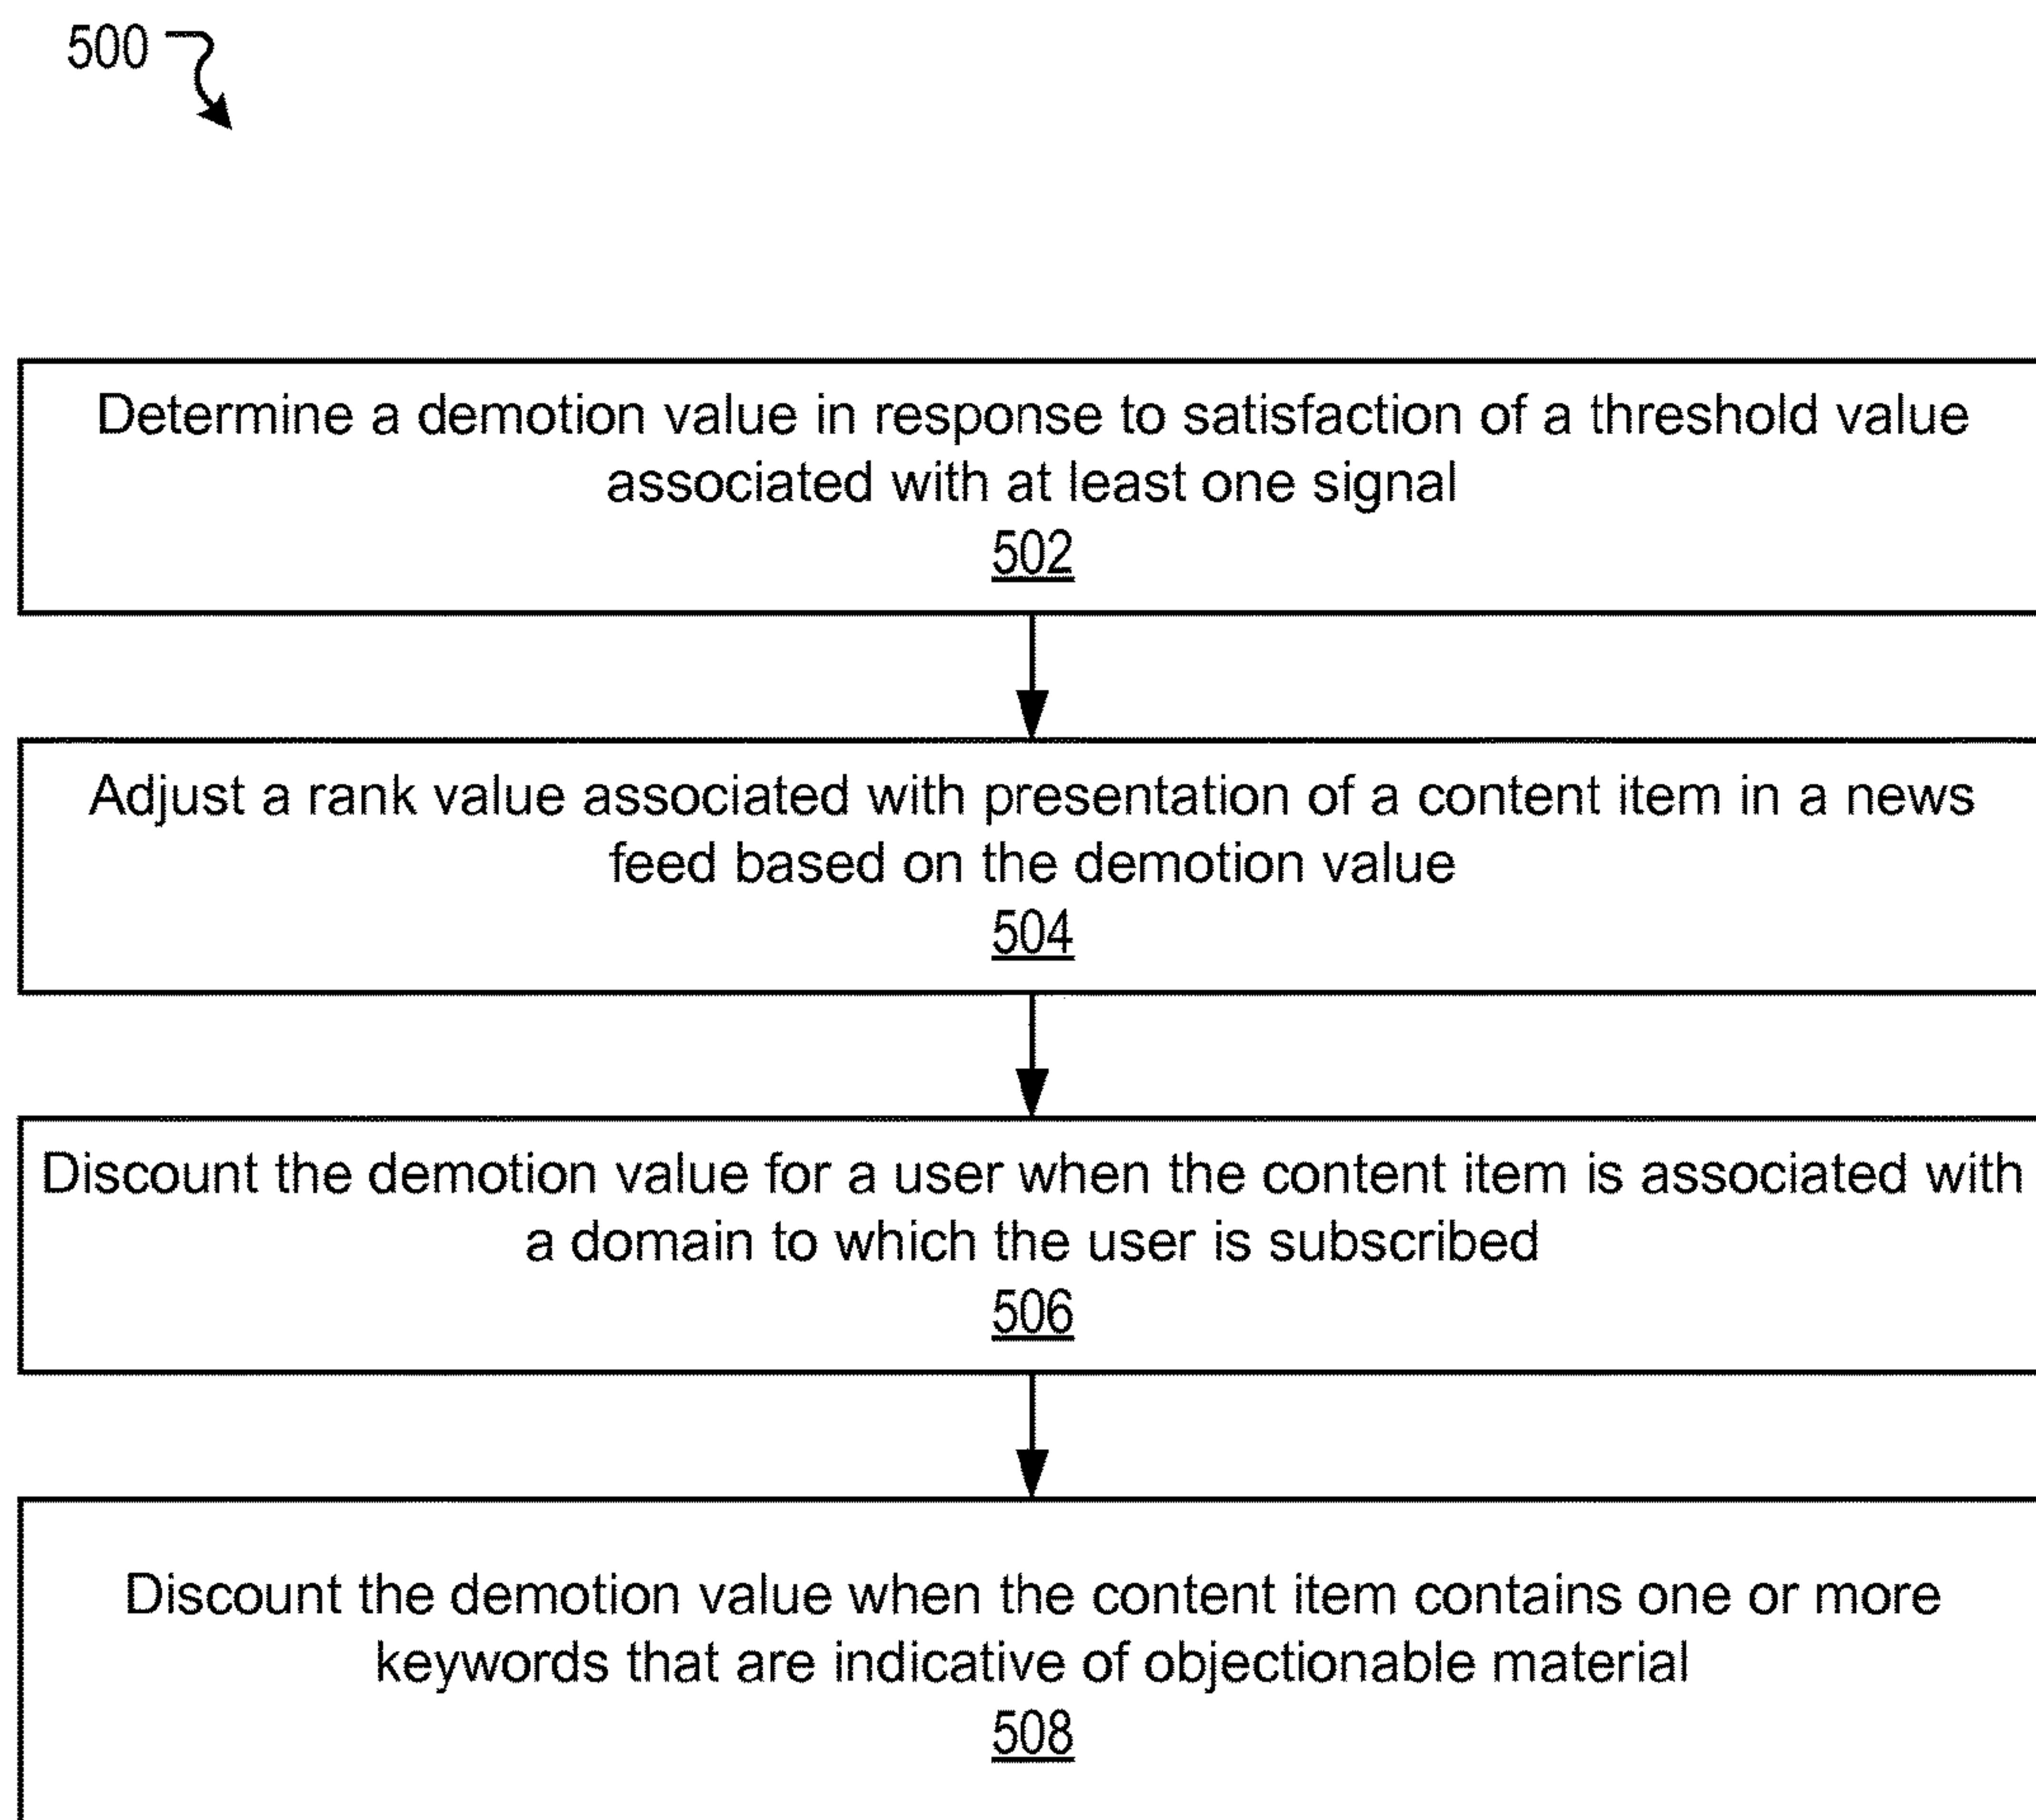 500
Determine a demotion value in response to satisfaction of a threshold value
associated with at least one signal
502
Adjust a rank value associated with presentation of a content item in a news
feed based on the demotion value
504
Discount the demotion value for a user when the content item is associated with
a domain to which the user is subscribed
506
Discount the demotion value when the content item contains one or more
keywords that are indicative of objectionable material
508